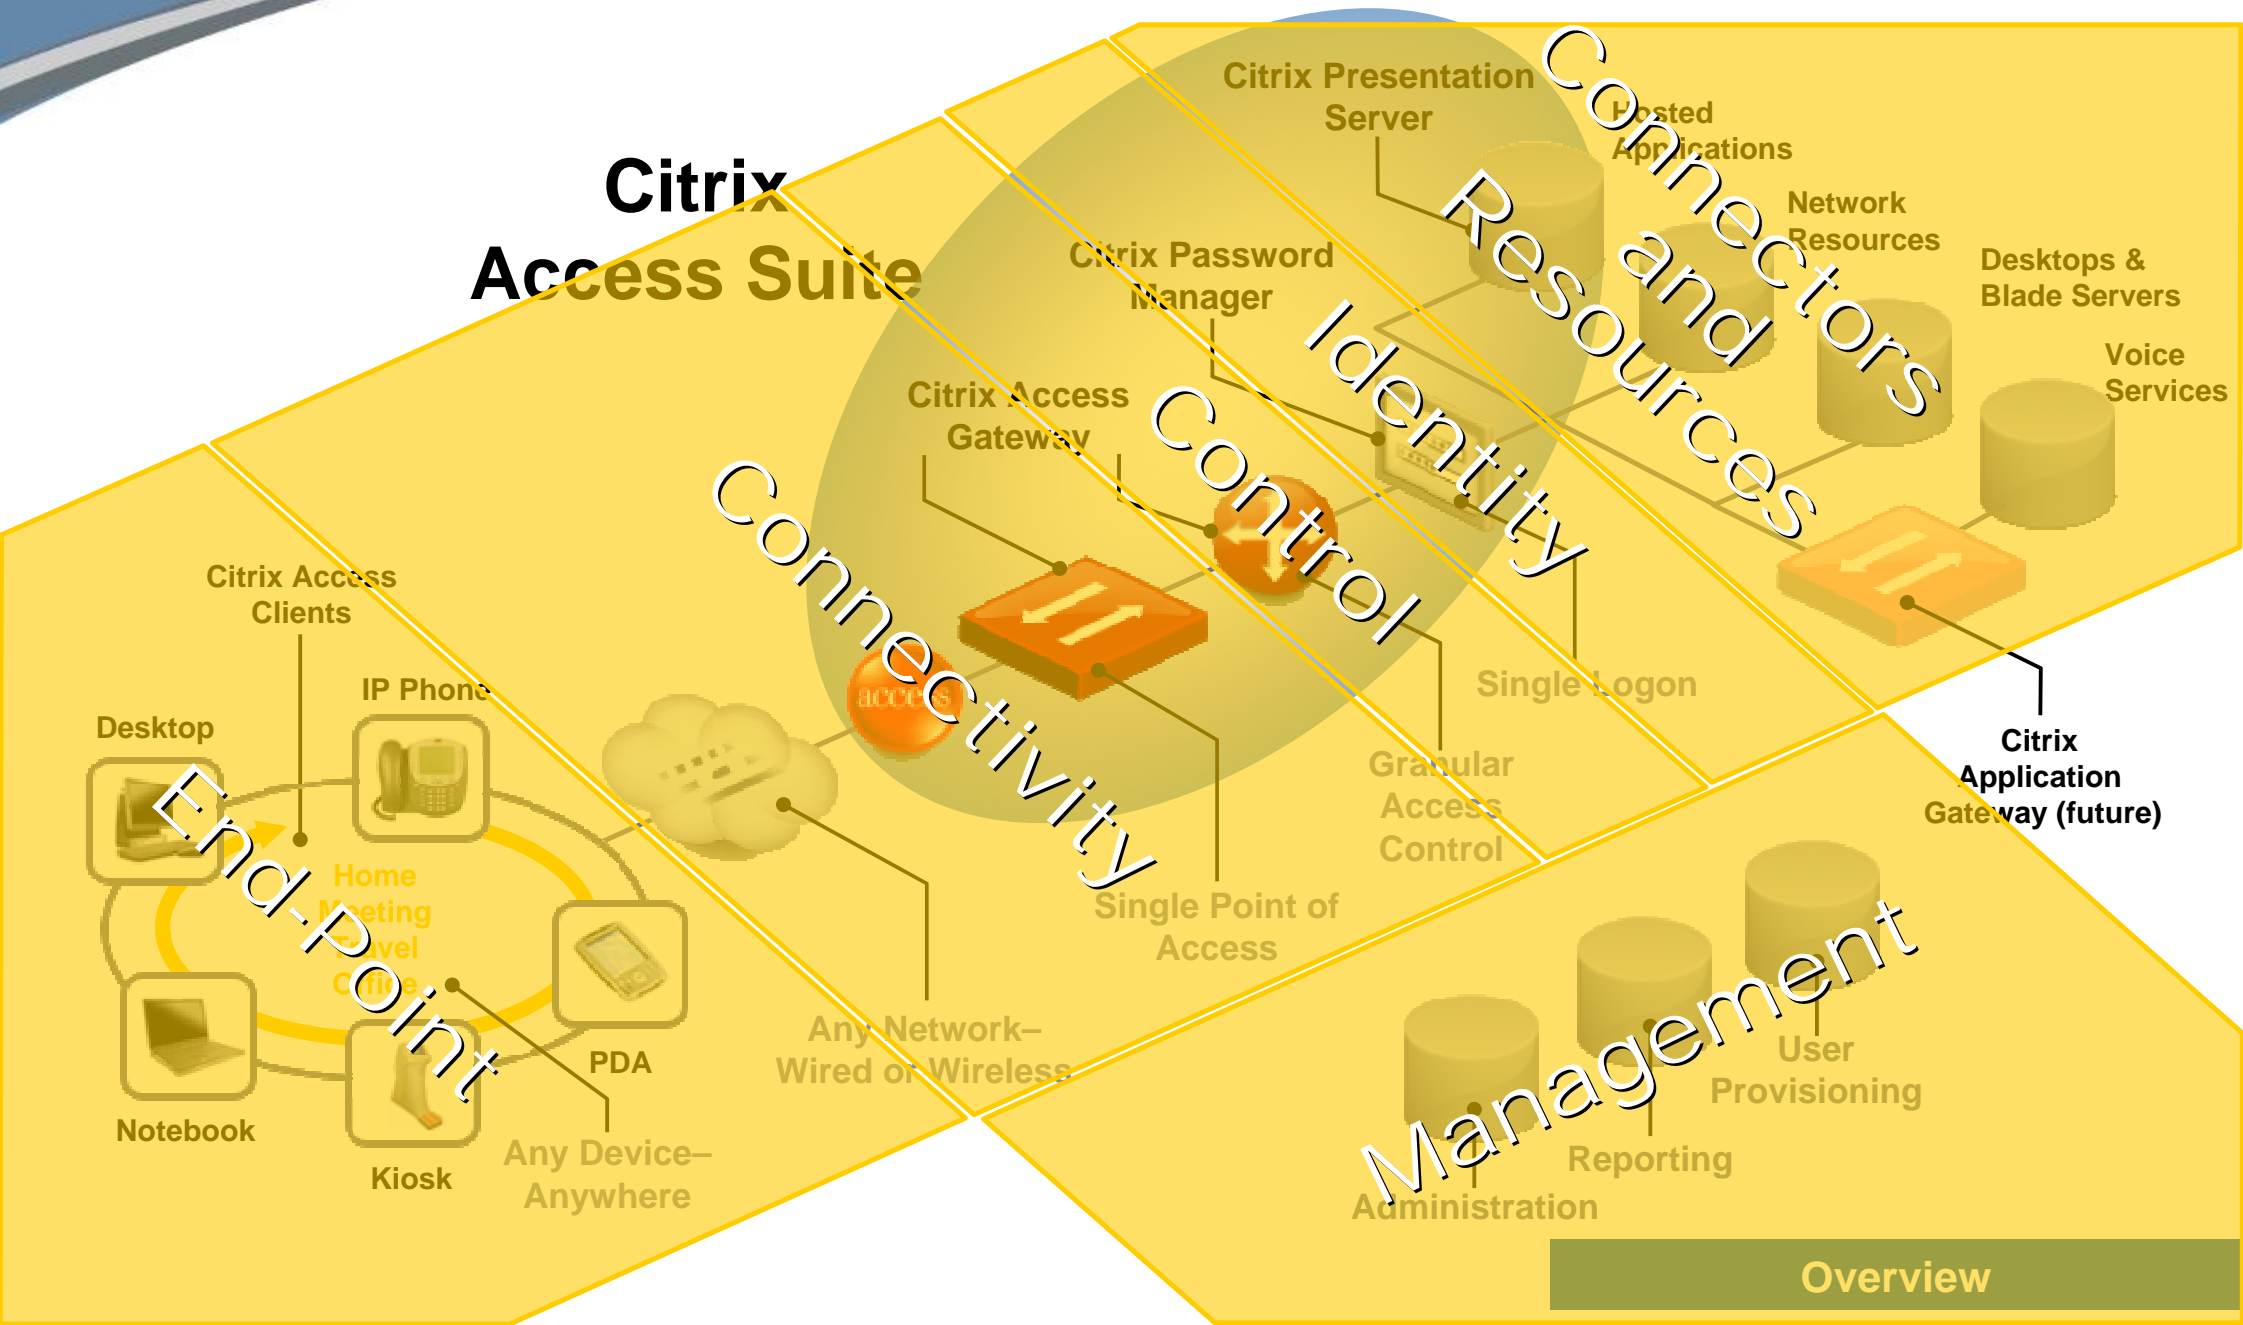 Citrix
Access Suite
Citrix Presentation
Server
Hosted
Applications
Network
Resources
Desktops &
Blade Servers
Voice
Services
Citrix Password
Manager
Citrix Access
Gateway
Connectors
and
Resources
Identity
Control
Connectivity
End-Point
Management
Citrix Access
Clients
IP Phone
Desktop
Home
Meeting
Travel
Office
access
PDA
Notebook
Kiosk
Any Device–
Anywhere
Any Network–
Wired or Wireless
Single Point of
Access
Granular
Access
Control
Single Logon
Citrix
Application
Gateway (future)
User
Provisioning
Reporting
Administration
Overview